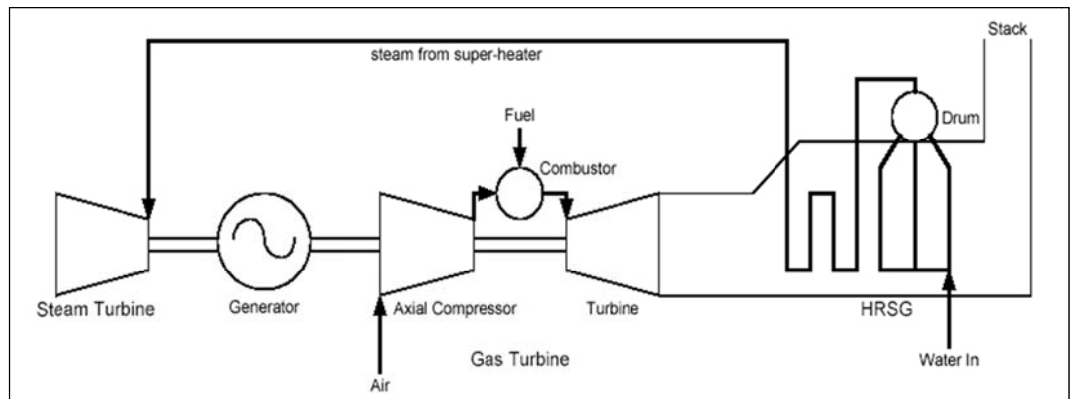 Stack
steam from super-heater
Fuel
Drum
Combustor
Steam Turbine
Generator
Axial Compressor
Turbine
HRSG
Gas Turbine
Water In
Air